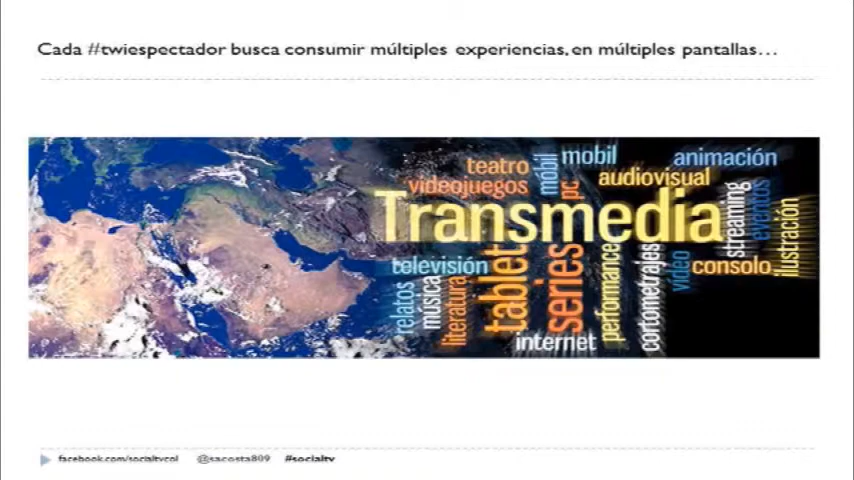 Cada #twiespectador busca consumir múltiples experiencias, en múltiples pantallas...
teatro
móbil
mobil
animación
videojuegos
pc
audiovisual
Transmedia
streaming
eventos
ilustración
televisión
relatos
música
literatura
tablet
series
performance
cortometrajes
video
consolo
internet
facebook.com/socialtvcol @sacosta809 #socialtv